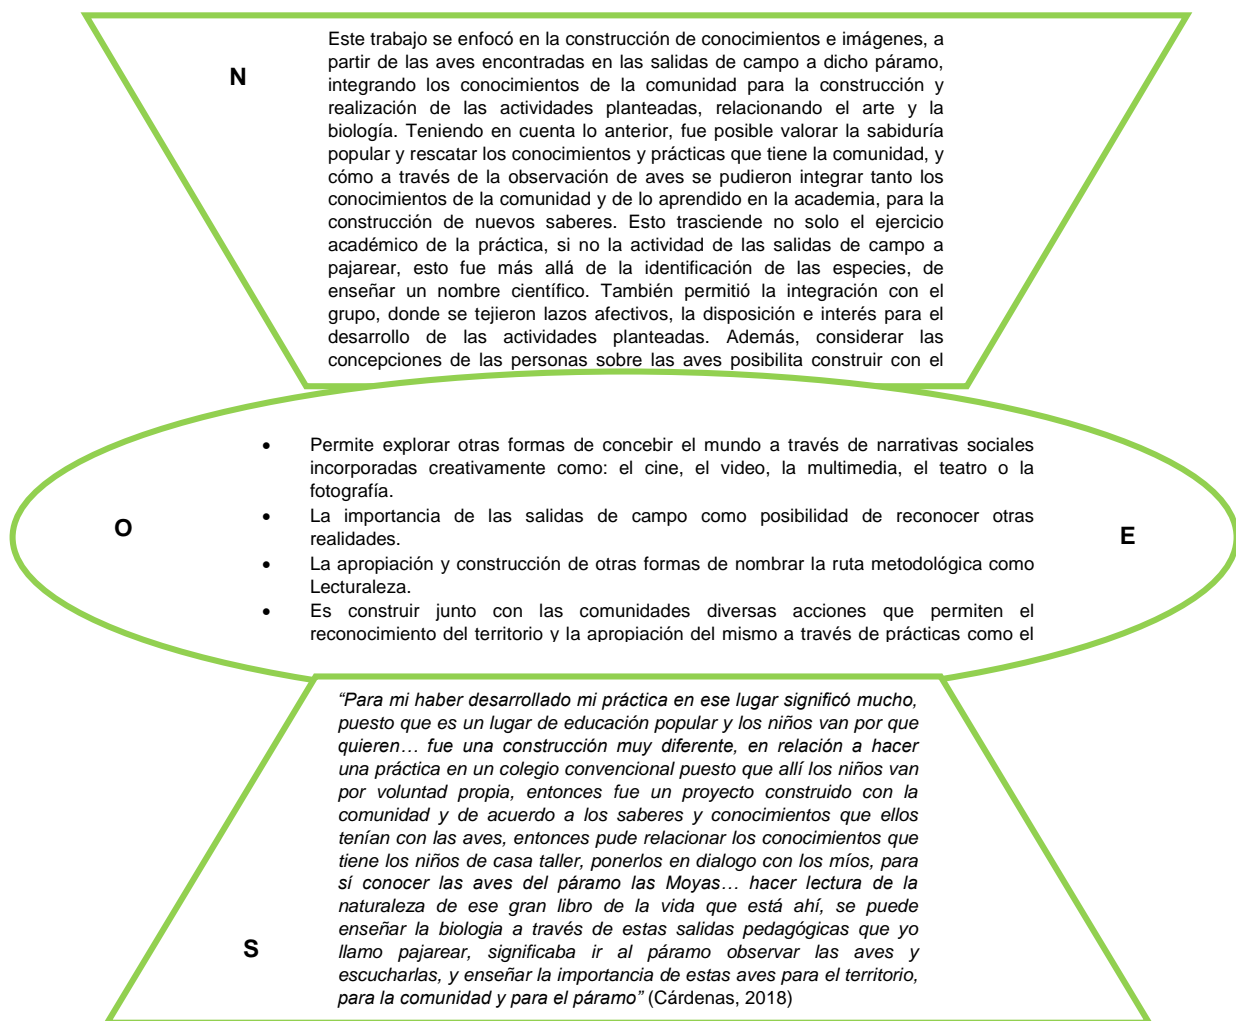 Este trabajo se enfocó en la construcción de conocimientos e imágenes, a
N
partir de las aves encontradas en las salidas de campo a dicho páramo,
integrando los conocimientos de la comunidad para la construcción y
realización de las actividades planteadas, relacionando el arte y la
biología. Teniendo en cuenta lo anterior, fue posible valorar la sabiduría
popular y rescatar los conocimientos y prácticas que tiene la comunidad, y
cómo a través de la observación de aves se pudieron integrar tanto los
conocimientos de la comunidad y de lo aprendido en la academia, para la
construcción de nuevos saberes. Esto trasciende no solo el ejercicio
académico de la práctica, si no la actividad de las salidas de campo a
pajarear, esto fue más allá de la identificación de las especies, de
enseñar un nombre científico. También permitió la integración con el
grupo, donde se tejieron lazos afectivos, la disposición e interés para el
desarrollo de las actividades planteadas. Además, considerar las
concepciones de las personas sobre las aves posibilita construir con el
• Permite explorar otras formas de concebir el mundo a través de narrativas sociales
incorporadas creativamente como: el cine, el video, la multimedia, el teatro o la
fotografía.
• La importancia de las salidas de campo como posibilidad de reconocer otras
realidades.
O
E
• La apropiación y construcción de otras formas de nombrar la ruta metodológica como
Lecturaleza.
• Es construir junto con las comunidades diversas acciones que permiten el
reconocimiento del territorio y la apropiación del mismo a través de prácticas como el
“Para mi haber desarrollado mi práctica en ese lugar significó mucho,
puesto que es un lugar de educación popular y los niños van por que
quieren… fue una construcción muy diferente, en relación a hacer
una práctica en un colegio convencional puesto que allí los niños van
por voluntad propia, entonces fue un proyecto construido con la
comunidad y de acuerdo a los saberes y conocimientos que ellos
tenían con las aves, entonces pude relacionar los conocimientos que
tiene los niños de casa taller, ponerlos en dialogo con los míos, para
sí conocer las aves del páramo las Moyas… hacer lectura de la
naturaleza de ese gran libro de la vida que está ahí, se puede
enseñar la biologia a través de estas salidas pedagógicas que yo
S
llamo pajarear, significaba ir al páramo observar las aves y
escucharlas, y enseñar la importancia de estas aves para el territorio,
para la comunidad y para el páramo” (Cárdenas, 2018)